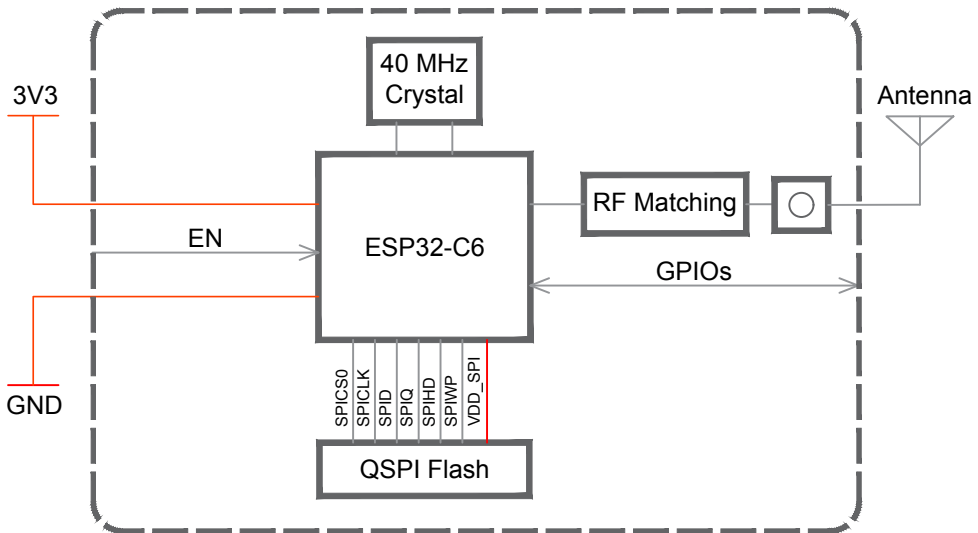 40 MHz
Crystal
3V3
Antenna
RF Matching
EN
ESP32-C6
GPIOs
SPICS0
SPICLK
SPID
SPIQ
SPIHD
SPIWP
VDD_SPI
GND
QSPI Flash